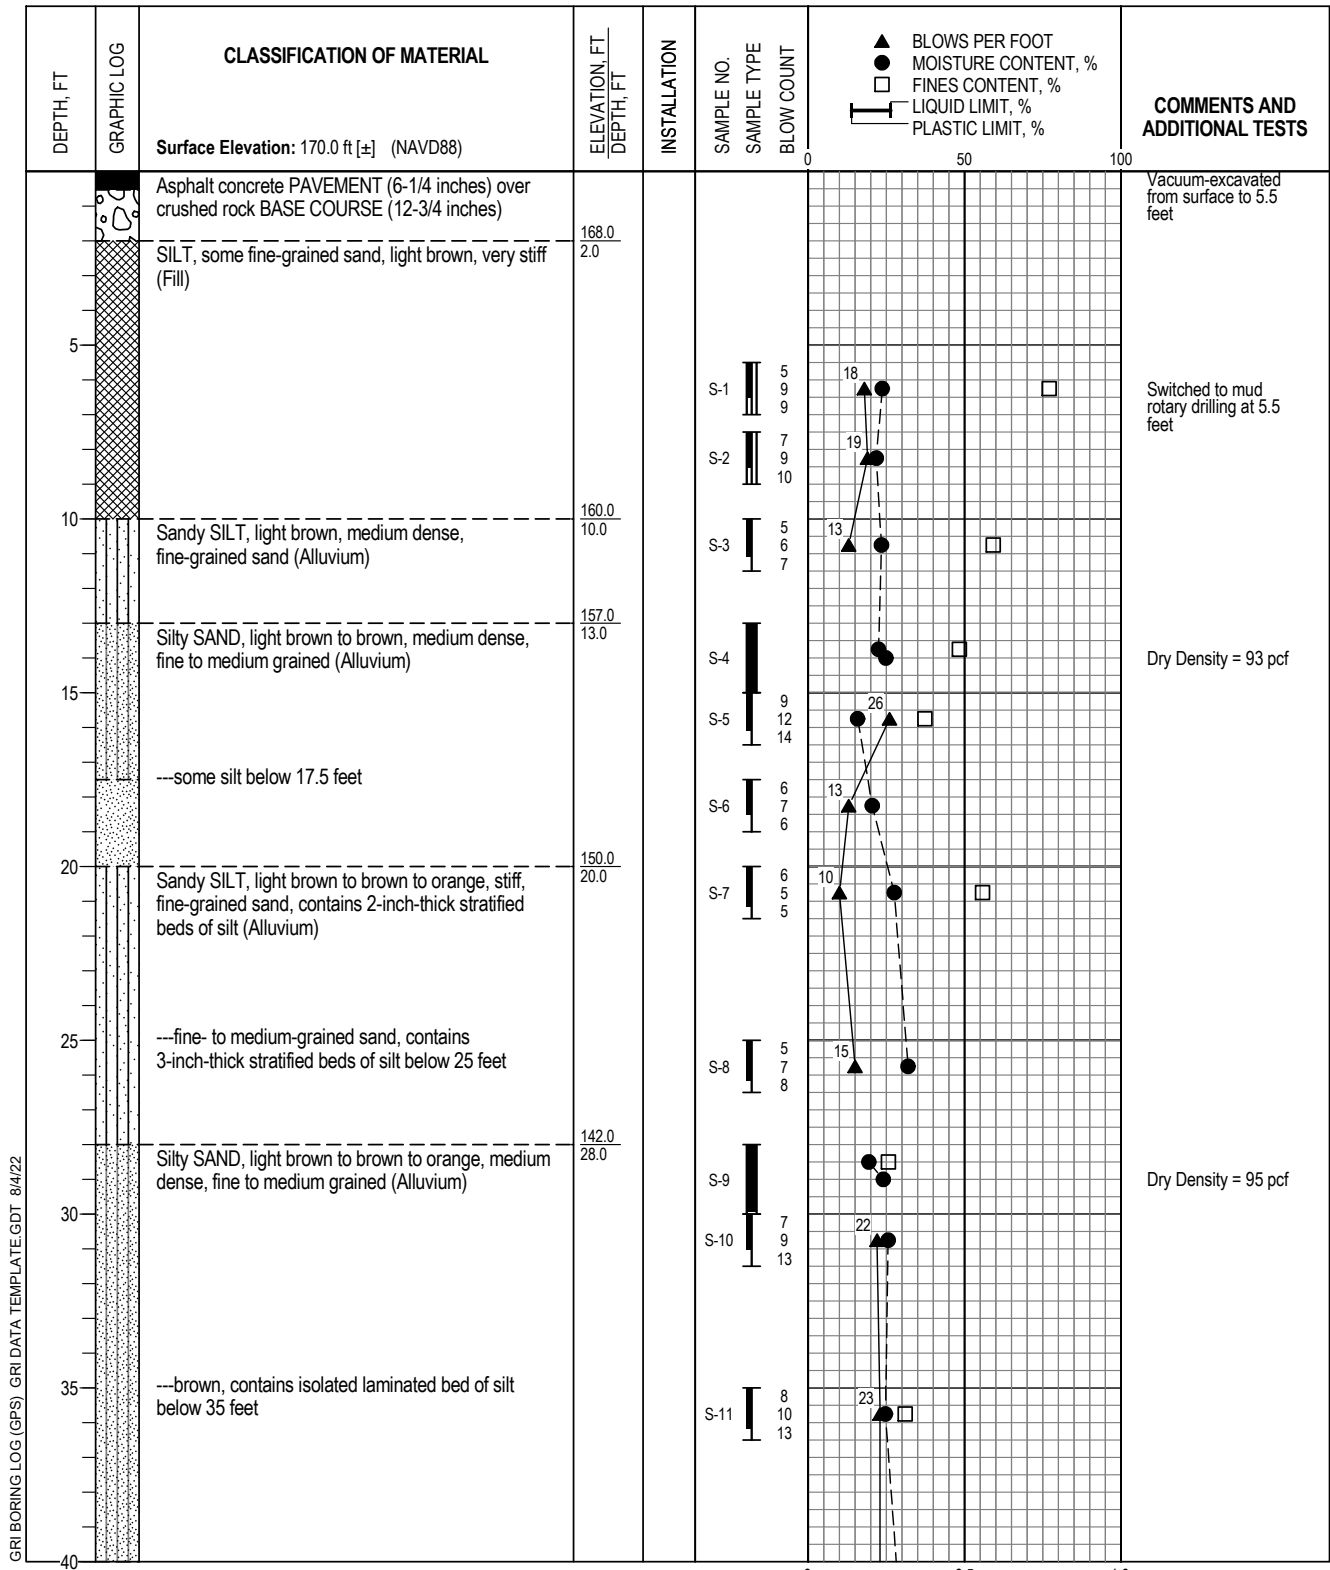 DEPTH, FT
GRAPHIC LOG
CLASSIFICATION OF MATERIAL
Surface Elevation: 170.0 ft [±] (NAVD88)
ELEVATION, FT
DEPTH, FT
INSTALLATION
SAMPLE NO.
SAMPLE TYPE
BLOW COUNT
BLOWS PER FOOT
MOISTURE CONTENT, %
FINES CONTENT, %
LIQUID LIMIT, %
PLASTIC LIMIT, %
0 50 100
COMMENTS AND
ADDITIONAL TESTS
Asphalt concrete PAVEMENT (6-1/4 inches) over
crushed rock BASE COURSE (12-3/4 inches)
Vacuum-excavated
from surface to 5.5
feet
168.0
2.0
SILT, some fine-grained sand, light brown, very stiff
(Fill)
5
S-1
5
9
9
18
Switched to mud
rotary drilling at 5.5
feet
S-2
7
9
10
19
10
160.0
10.0
Sandy SILT, light brown, medium dense,
fine-grained sand (Alluvium)
S-3
5
6
7
13
157.0
13.0
Silty SAND, light brown to brown, medium dense,
fine to medium grained (Alluvium)
S-4
Dry Density = 93 pcf
15
S-5
9
12
14
26
---some silt below 17.5 feet
S-6
6
7
6
13
20
150.0
20.0
Sandy SILT, light brown to brown to orange, stiff,
fine-grained sand, contains 2-inch-thick stratified
beds of silt (Alluvium)
S-7
6
5
5
10
25
---fine- to medium-grained sand, contains
3-inch-thick stratified beds of silt below 25 feet
S-8
5
7
8
15
142.0
28.0
Silty SAND, light brown to brown to orange, medium
dense, fine to medium grained (Alluvium)
S-9
Dry Density = 95 pcf
30
S-10
7
9
13
22
35
---brown, contains isolated laminated bed of silt
below 35 feet
S-11
8
10
13
23
40
GRI BORING LOG (GPS) GRI DATA TEMPLATE.GDT 8/4/22